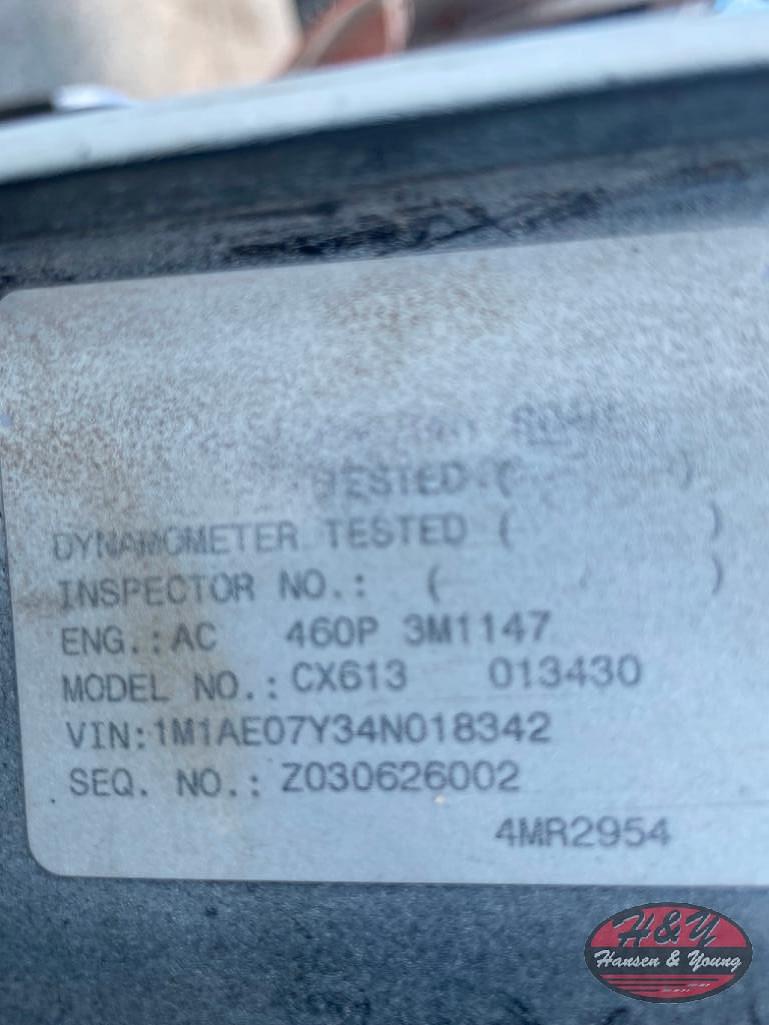 TESTED ( )
DYNAMOMETER TESTED ( )
INSPECTOR NO.: ( )
ENG.: AC 460P 3M1147
MODEL NO.: CX613 013430
VIN:1M1AE07Y34N018342
SEQ. NO.: Z030626002
4MR2954
H&Y
Hansen & Young